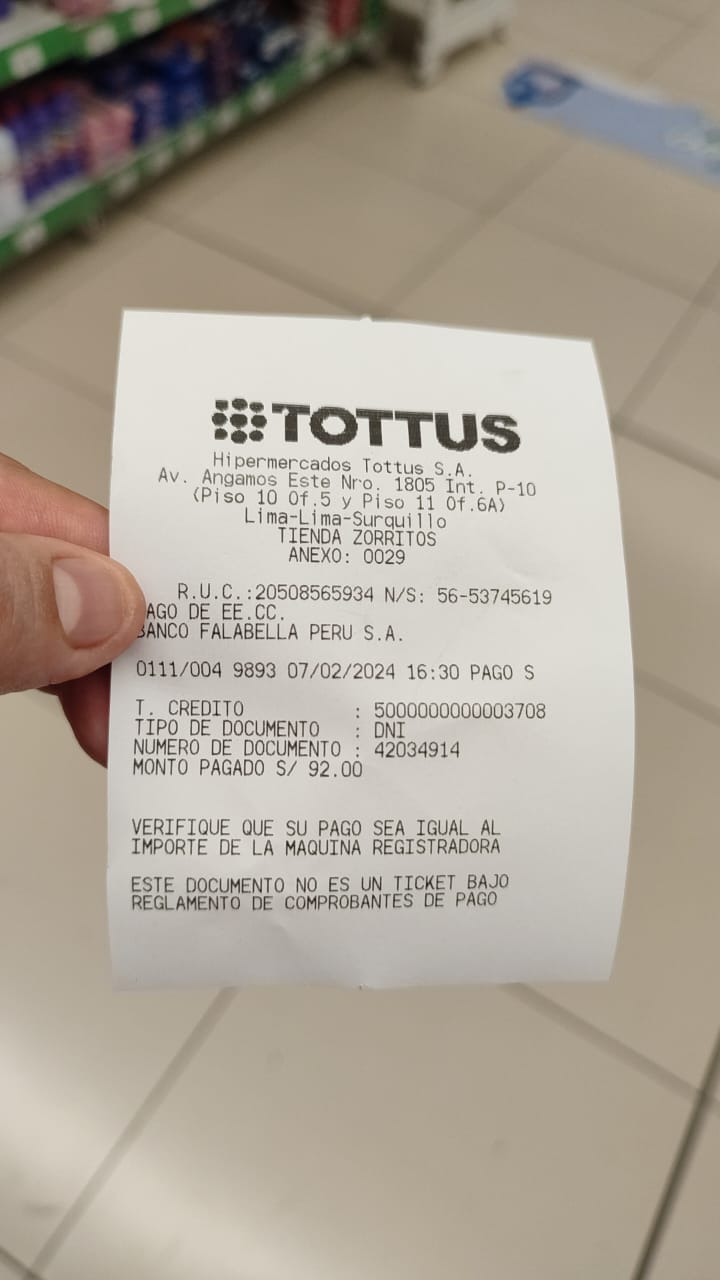 TOTTUS
Hipermercados Tottus S.A.
Av. Angamos Este Nro. 1805 Int. P-10
(Piso 10 Of.5 y Piso 11 Of.6A)
Lima-Lima-Surquillo
TIENDA ZORRITOS
ANEXO: 0029
R.U.C.:20508565934 N/S: 56-53745619
AGO DE EE.CC.
BANCO FALABELLA PERU S.A.
0111/004 9893 07/02/2024 16:30 PAGO S
T. CREDITO : 5000000000003708
TIPO DE DOCUMENTO : DNI
NUMERO DE DOCUMENTO : 42034914
MONTO PAGADO S/ 92.00
VERIFIQUE QUE SU PAGO SEA IGUAL AL
IMPORTE DE LA MAQUINA REGISTRADORA
ESTE DOCUMENTO NO ES UN TICKET BAJO
REGLAMENTO DE COMPROBANTES DE PAGO